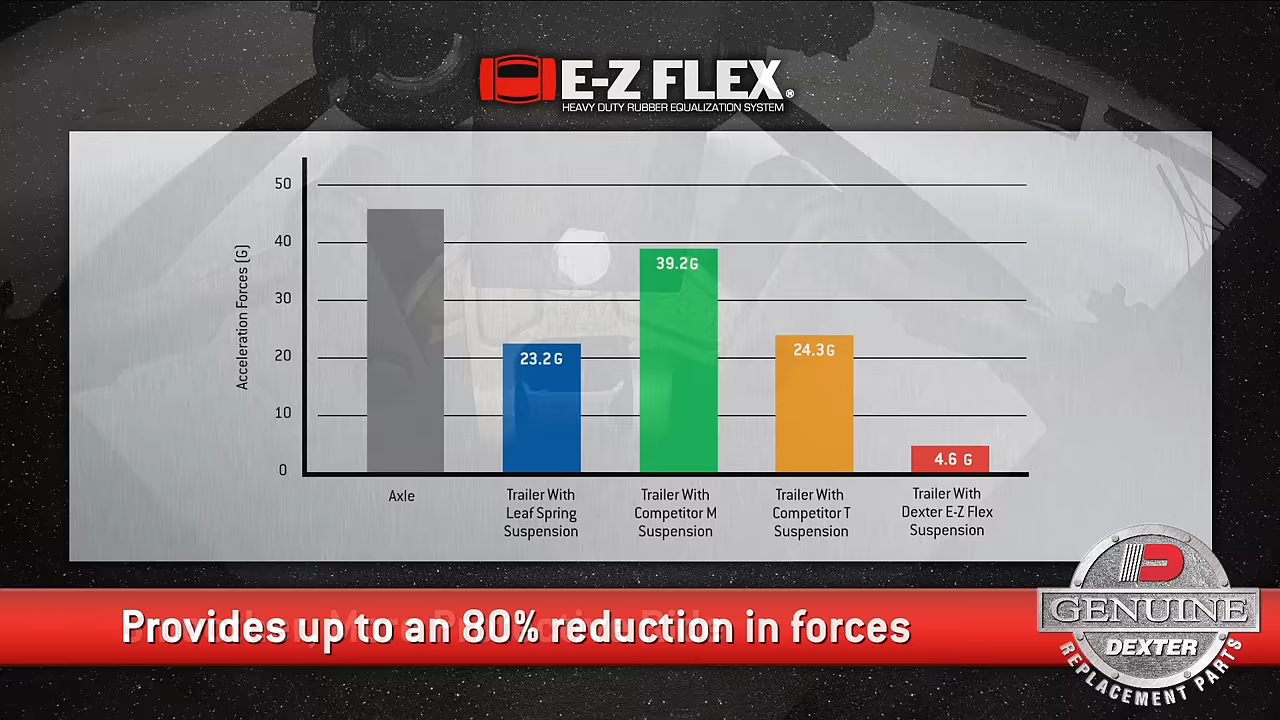 E-Z FLEX®
HEAVY DUTY RUBBER EQUALIZATION SYSTEM
Acceleration Forces (G)
50
40
30
20
10
0
23.2 G
39.2G
24.3G
4.6 G
Axle
Trailer With
Leaf Spring
Suspension
Trailer With
Competitor M
Suspension
Trailer With
Competitor T
Suspension
Trailer With
Dexter E-Z Flex
Suspension
Provides up to an 80% reduction in forces
GENUINE
DEXTER
REPLACEMENT PARTS